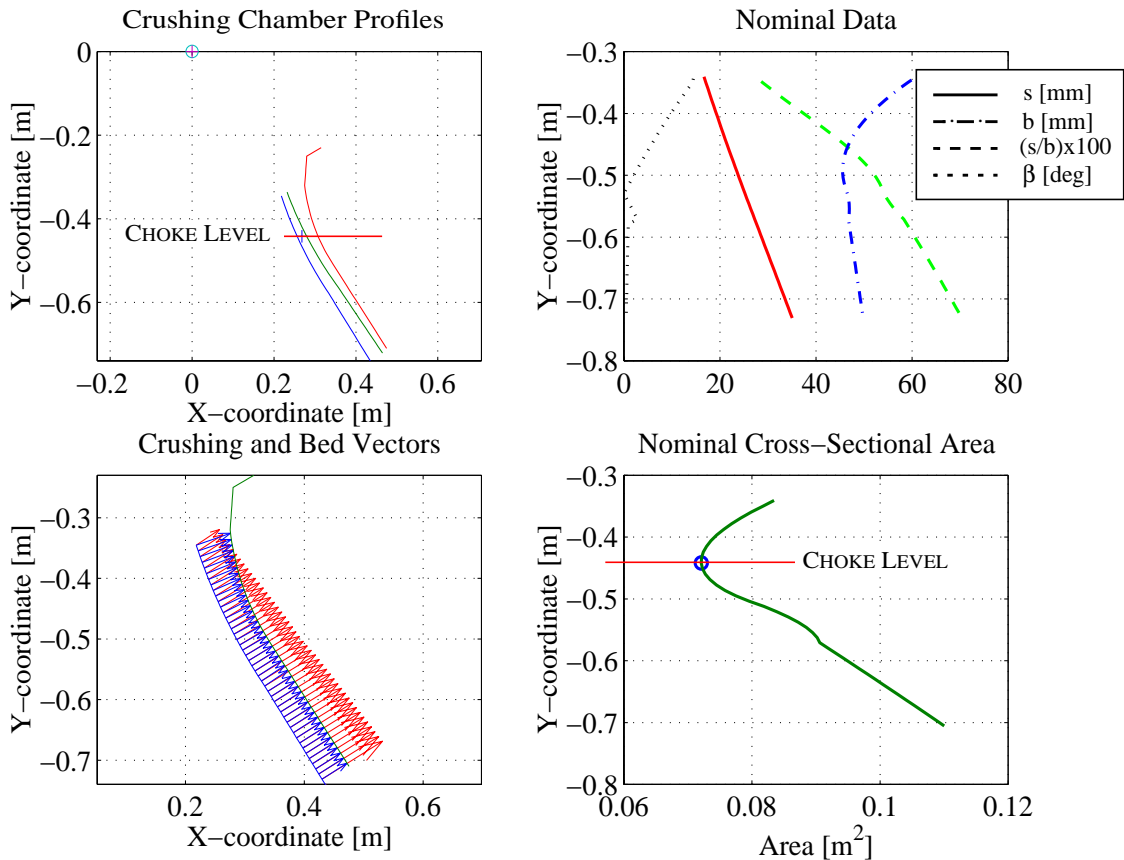 Crushing Chamber Profiles
0
−0.2
−0.4
−0.6
Y−coordinate [m]
CHOKE LEVEL
−0.2
0
0.2
0.4
0.6
X−coordinate [m]
Nominal Data
−0.3
−0.4
−0.5
−0.6
−0.7
−0.8
Y−coordinate [m]
s [mm]
b [mm]
(s/b)x100
β [deg]
0
20
40
60
80
Crushing and Bed Vectors
−0.3
−0.4
−0.5
−0.6
−0.7
Y−coordinate [m]
0.2
0.4
0.6
X−coordinate [m]
Nominal Cross−Sectional Area
−0.3
−0.4
−0.5
−0.6
−0.7
−0.8
Y−coordinate [m]
CHOKE LEVEL
0.06
0.08
0.1
0.12
Area [m²]